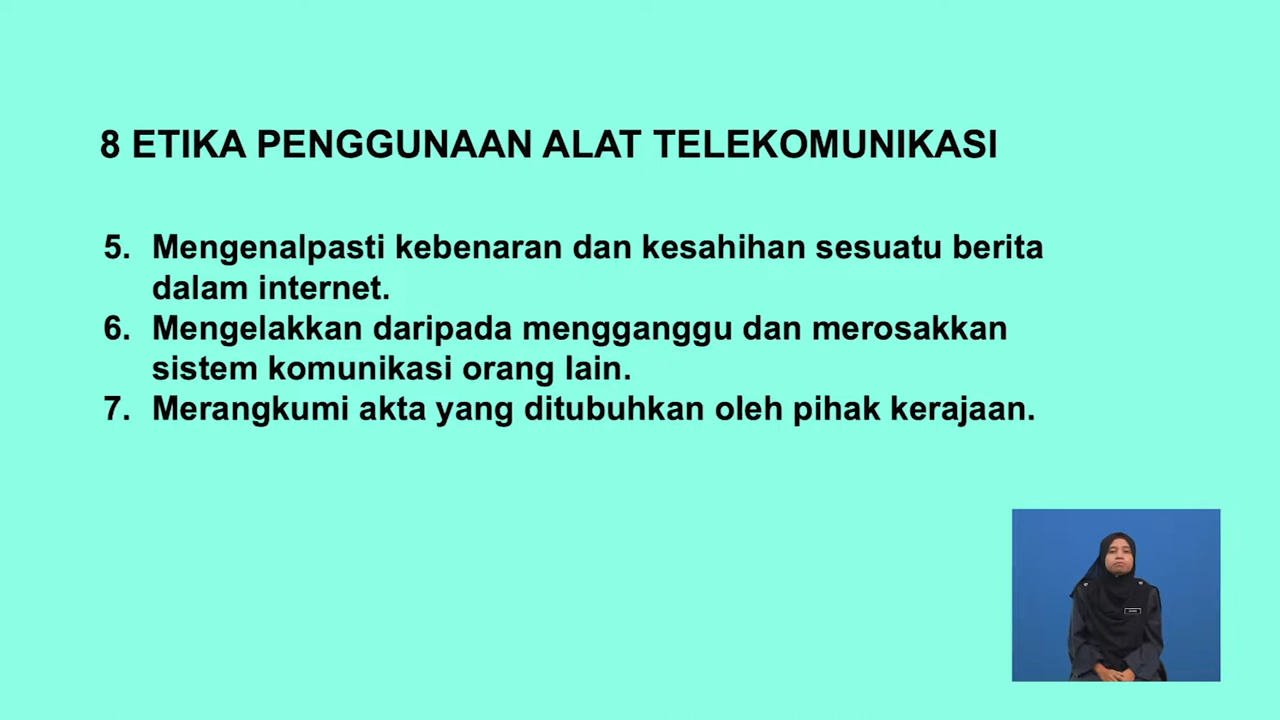 8 ETIKA PENGGUNAAN ALAT TELEKOMUNIKASI
5. Mengenalpasti kebenaran dan kesahihan sesuatu berita
dalam internet.
6. Mengelakkan daripada mengganggu dan merosakkan
sistem komunikasi orang lain.
7. Merangkumi akta yang ditubuhkan oleh pihak kerajaan.